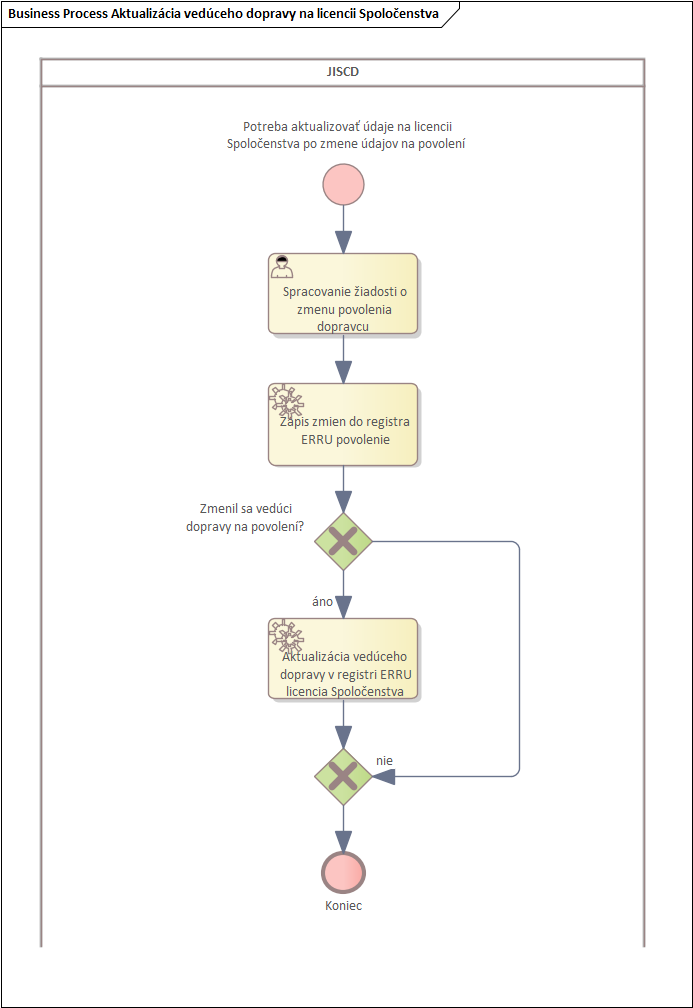 Business Process Aktualizácia vedúceho dopravy na licencii Spoločenstva
JISCD
Potreba aktualizovať údaje na licencii
Spoločenstva po zmene údajov na povolení
Spracovanie žiadosti o
zmenu povolenia
dopravcu
Zápis zmien do registra
ERRU povolenie
Zmenil sa vedúci
dopravy na povolení?
áno
Aktualizácia vedúceho
dopravy v registri ERRU
licencia Spoločenstva
nie
Koniec